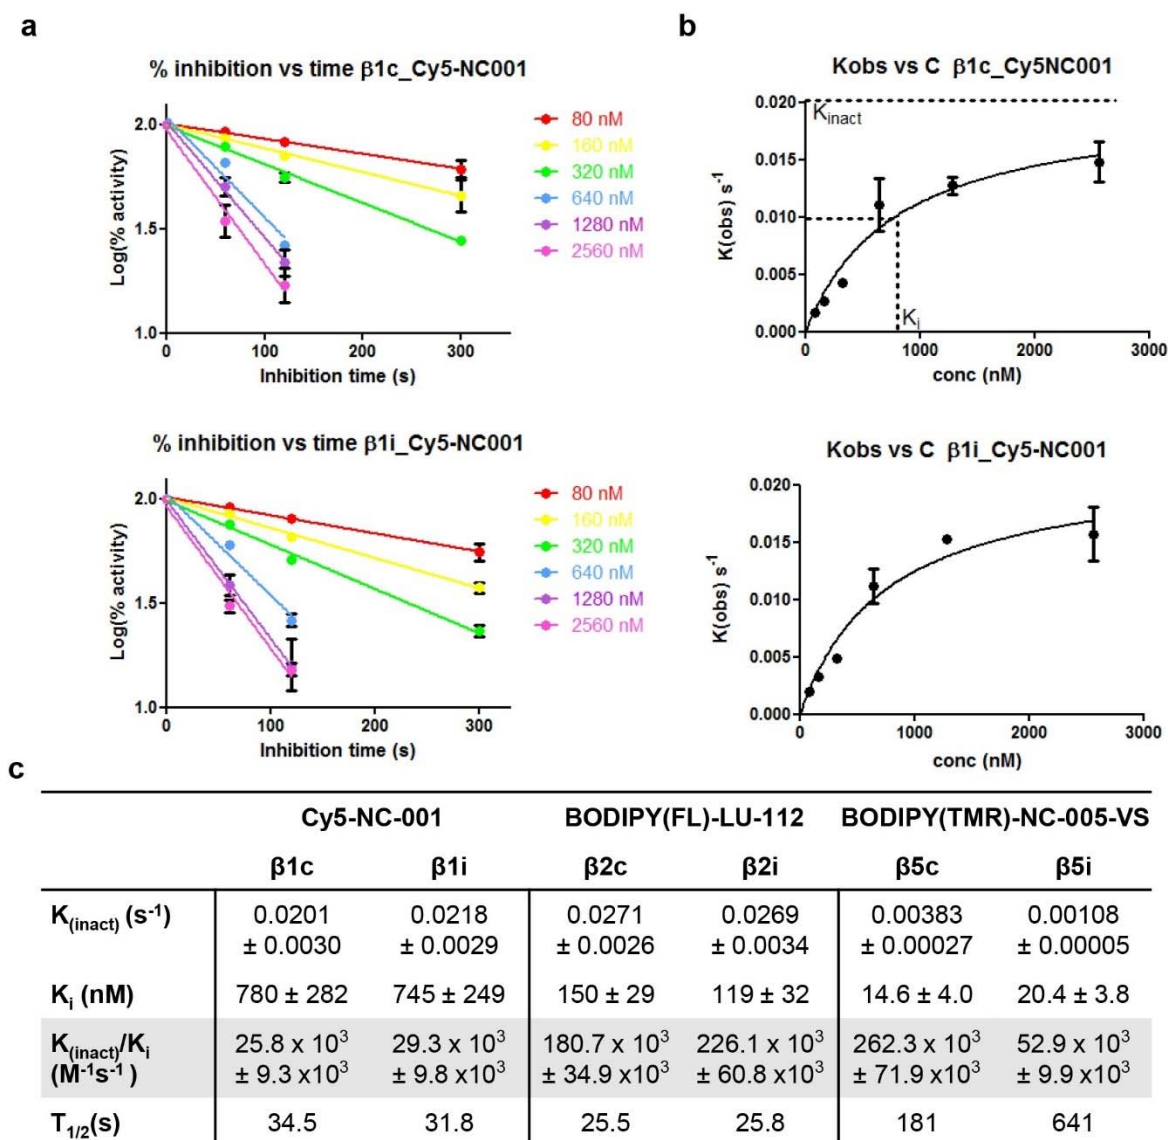 a
b
% inhibition vs time β1c_Cy5-NC001
Log(% activity)
2.0
1.5
1.0
0
100
200
300
Inhibition time (s)
80 nM
160 nM
320 nM
640 nM
1280 nM
2560 nM
Kobs vs C β1c_Cy5NC001
K(obs) s-1
0.020
0.015
0.010
0.005
0.000
Kinact
Ki
0
1000
2000
3000
conc (nM)
% inhibition vs time β1i_Cy5-NC001
Log(% activity)
2.0
1.5
1.0
0
100
200
300
Inhibition time (s)
80 nM
160 nM
320 nM
640 nM
1280 nM
2560 nM
Kobs vs C β1i_Cy5-NC001
K(obs) s-1
0.020
0.015
0.010
0.005
0.000
0
1000
2000
3000
conc (nM)
c
Cy5-NC-001 BODIPY(FL)-LU-112 BODIPY(TMR)-NC-005-VS
β1c β1i β2c β2i β5c β5i
K(inact) (s-1) 0.0201 0.0218 0.0271 0.0269 0.00383 0.00108
± 0.0030 ± 0.0029 ± 0.0026 ± 0.0034 ± 0.00027 ± 0.00005
Ki (nM) 780 ± 282 745 ± 249 150 ± 29 119 ± 32 14.6 ± 4.0 20.4 ± 3.8
K(inact)/Ki 25.8 x 10³ 29.3 x 10³ 180.7 x 10³ 226.1 x 10³ 262.3 x 10³ 52.9 x 10³
(M-1s-1 ) ± 9.3 x10³ ± 9.8 x10³ ± 34.9 x10³ ± 60.8 x10³ ± 71.9 x10³ ± 9.9 x10³
T1/2(s) 34.5 31.8 25.5 25.8 181 641